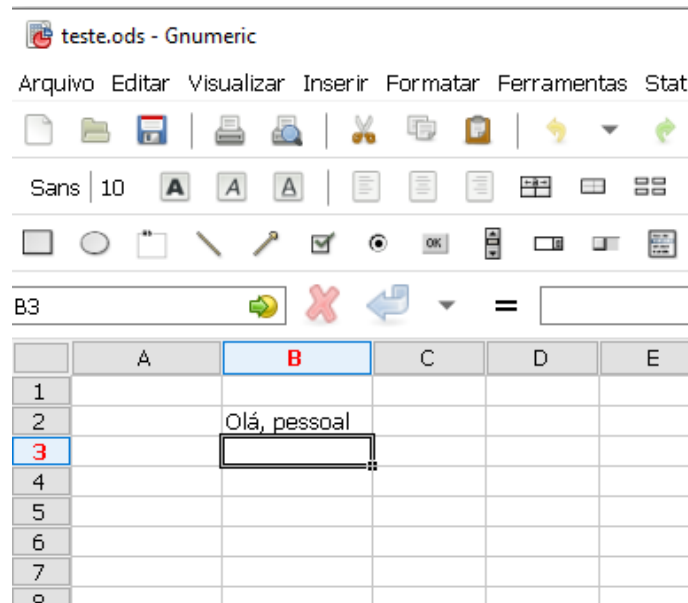 teste.ods - Gnumeric
Arquivo Editar Visualizar Inserir Formatar Ferramentas Stat
Sans 10 A A A
OK
B3 =
A B C D E
1
2 Olá, pessoal
3
4
5
6
7
8